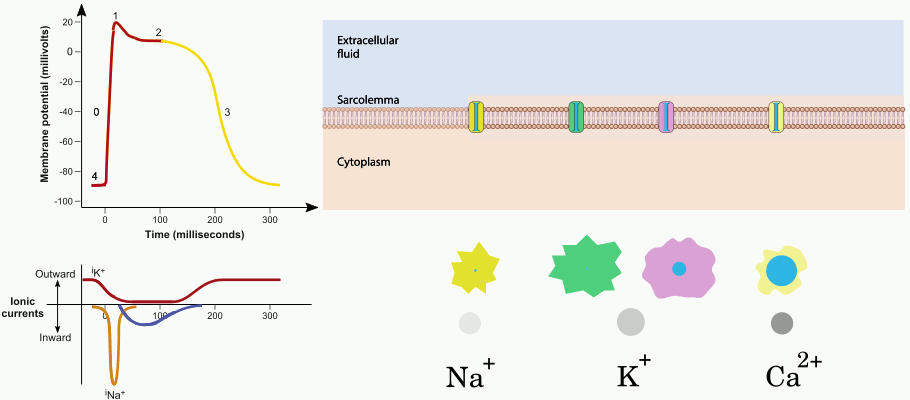 Membrane potential (millivolts)
20
0
-20
-40
-60
-80
-100
1
2
0
3
4
0
100
200
300
Time (milliseconds)
Extracellular
fluid
Sarcolemma
Cytoplasm
Outward
iK+
Ionic
currents
Inward
0
100
200
300
iNa+
Na+
K+
Ca2+